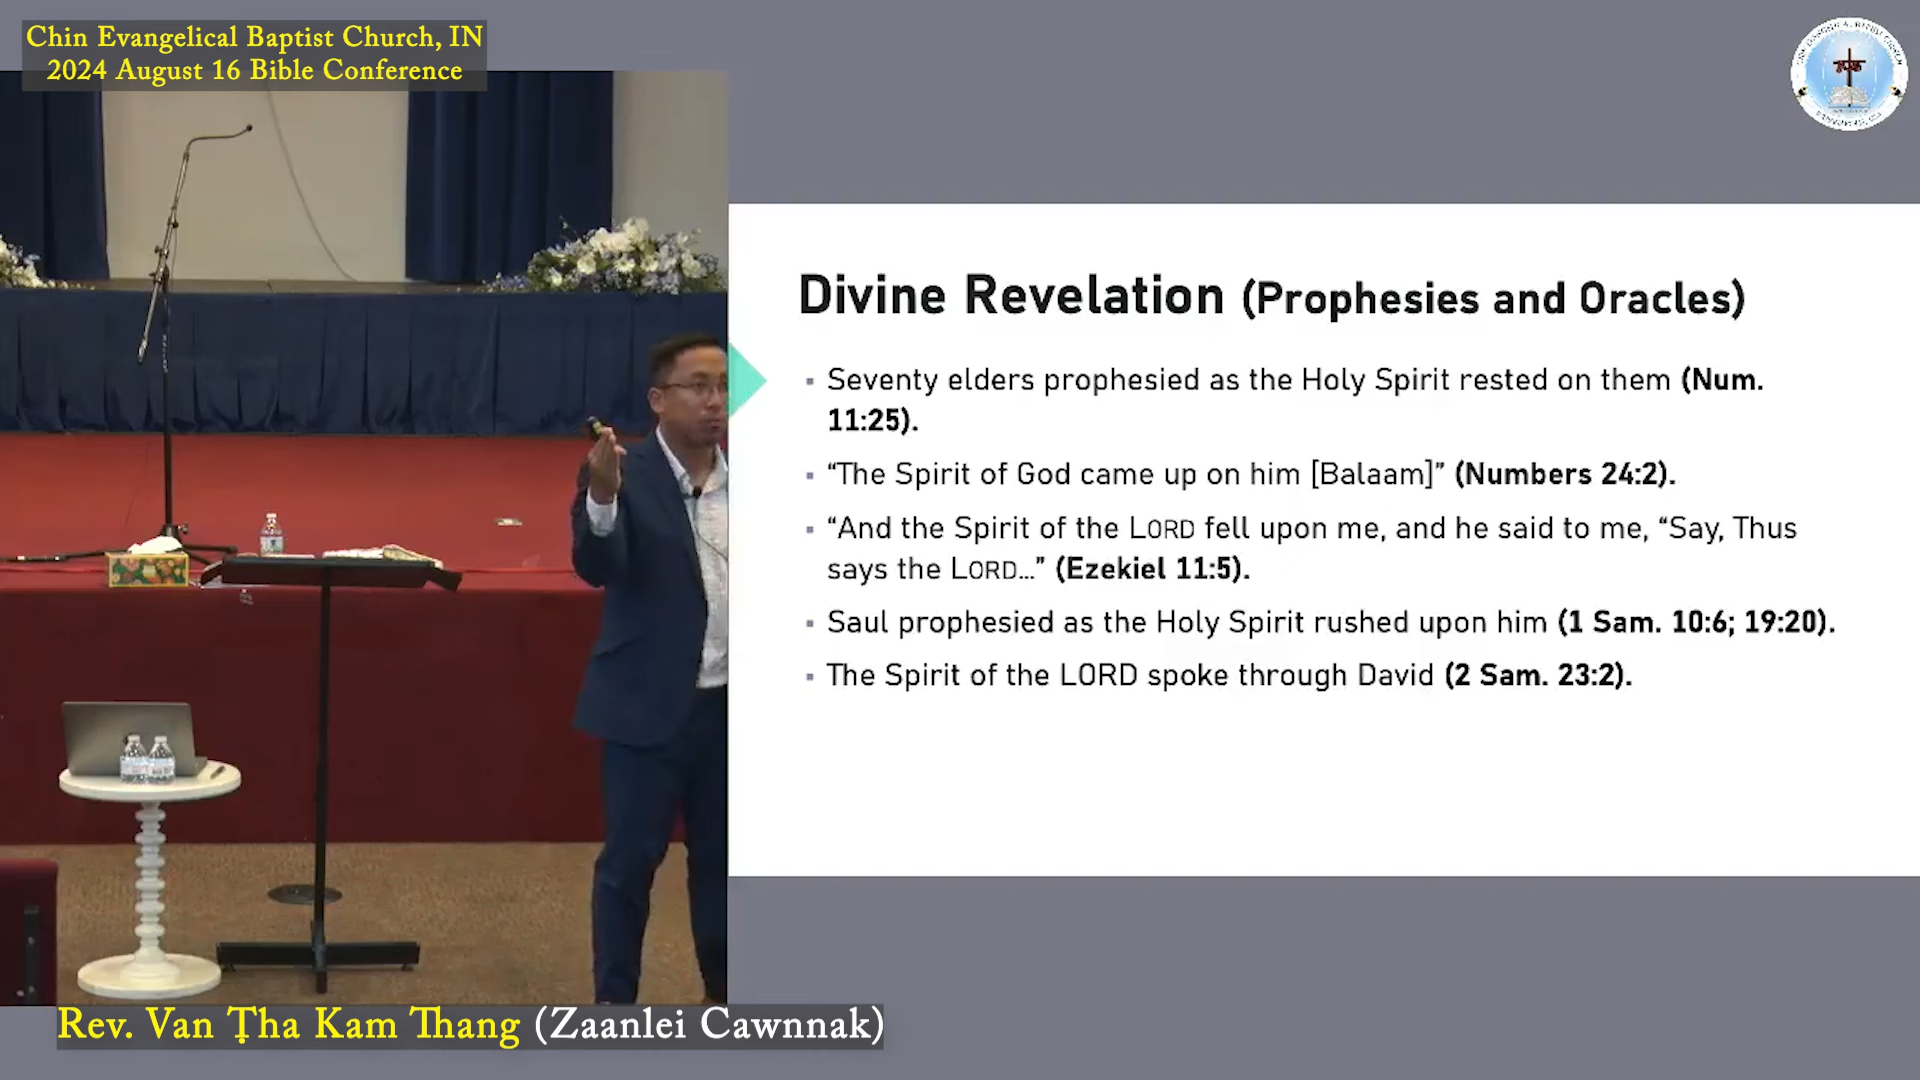 Chin Evangelical Baptist Church, IN
2024 August 16 Bible Conference
Divine Revelation (Prophesies and Oracles)
▪ Seventy elders prophesied as the Holy Spirit rested on them (Num.
11:25).
▪ “The Spirit of God came up on him [Balaam]” (Numbers 24:2).
▪ “And the Spirit of the LORD fell upon me, and he said to me, “Say, Thus
says the LORD…” (Ezekiel 11:5).
▪ Saul prophesied as the Holy Spirit rushed upon him (1 Sam. 10:6; 19:20).
▪ The Spirit of the LORD spoke through David (2 Sam. 23:2).
Rev. Van Ṭha Kam Thang (Zaanlei Cawnnak)